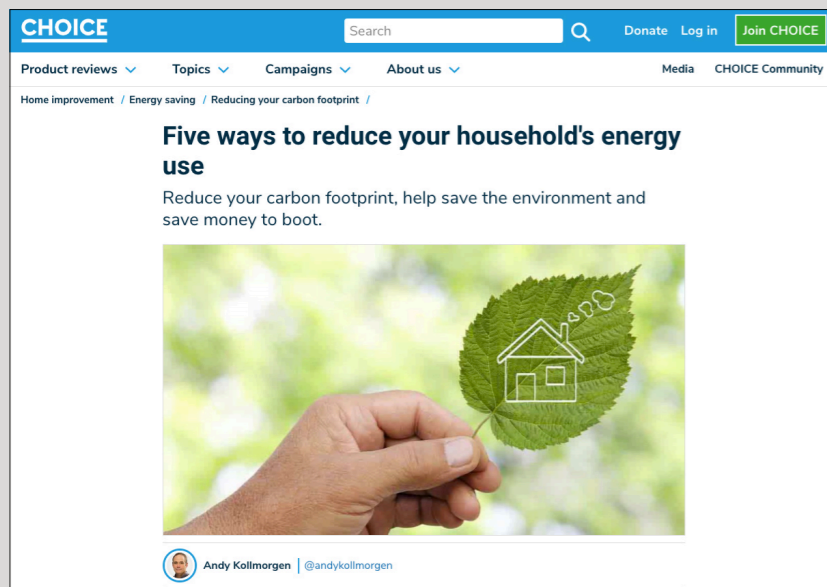 CHOICE
Search
Donate Log in Join CHOICE
Product reviews Topics Campaigns About us Media CHOICE Community
Home improvement / Energy saving / Reducing your carbon footprint /
Five ways to reduce your household's energy
use
Reduce your carbon footprint, help save the environment and
save money to boot.
Andy Kollmorgen | @andykollmorgen